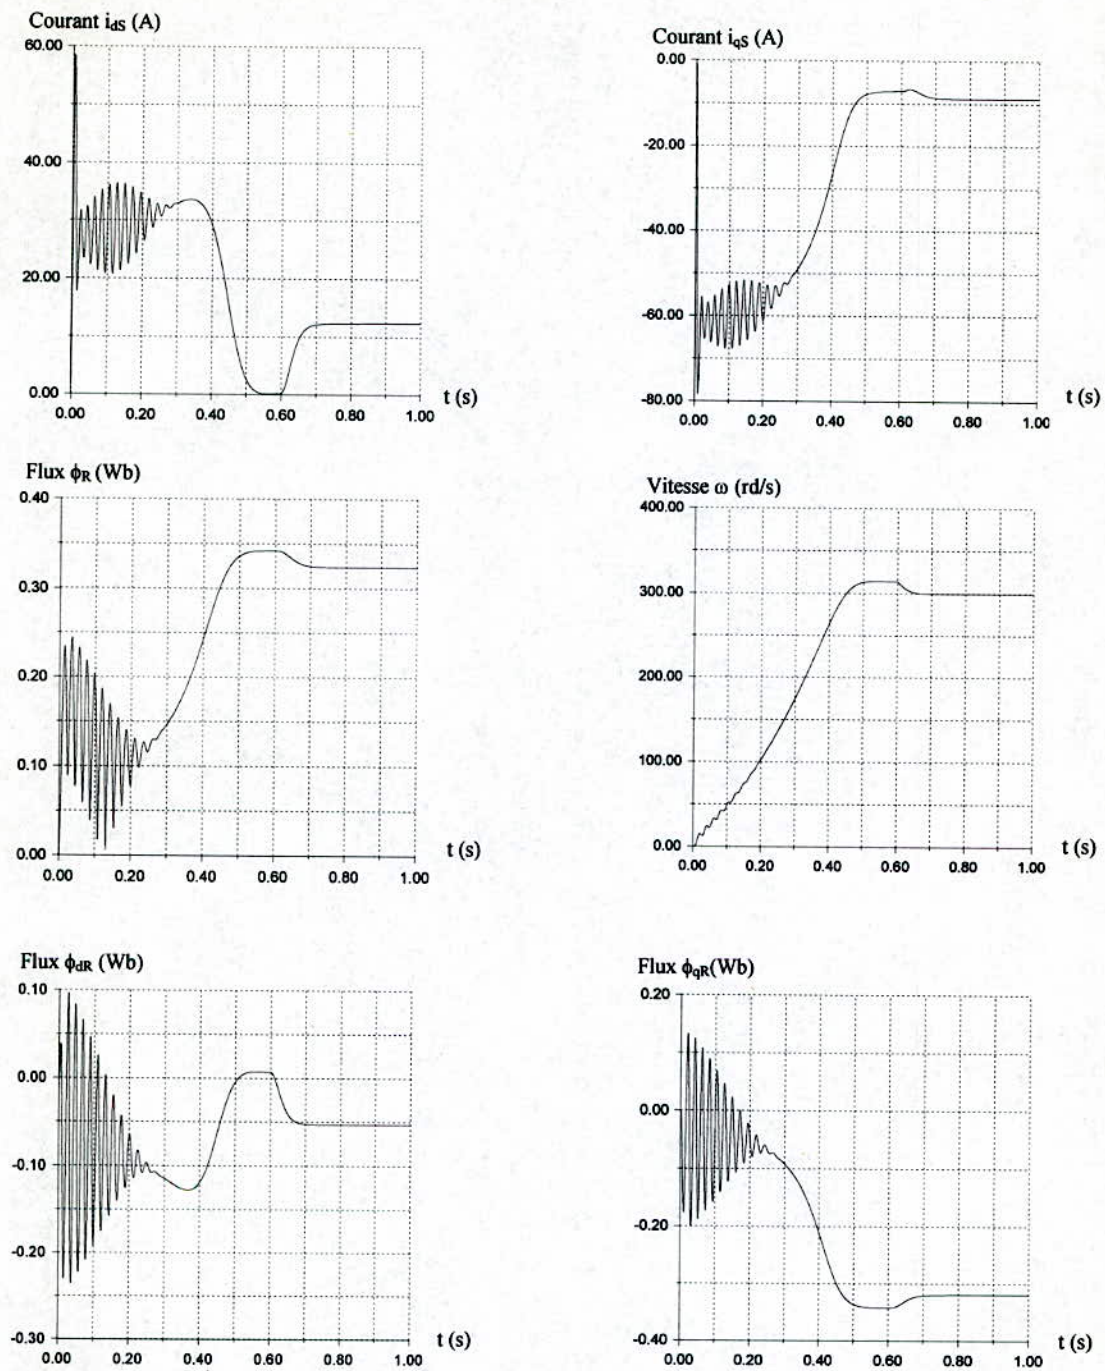 Courant i_dS (A)
60.00
40.00
20.00
0.00
0.00 0.20 0.40 0.60 0.80 1.00
t (s)
Courant i_qS (A)
0.00
-20.00
-40.00
-60.00
-80.00
0.00 0.20 0.40 0.60 0.80 1.00
t (s)
Flux ϕ_R (Wb)
0.40
0.30
0.20
0.10
0.00
0.00 0.20 0.40 0.60 0.80 1.00
t (s)
Vitesse ω (rd/s)
400.00
300.00
200.00
100.00
0.00
0.00 0.20 0.40 0.60 0.80 1.00
t (s)
Flux ϕ_dR (Wb)
0.10
0.00
-0.10
-0.20
-0.30
0.00 0.20 0.40 0.60 0.80 1.00
t (s)
Flux ϕ_qR(Wb)
0.20
0.00
-0.20
-0.40
0.00 0.20 0.40 0.60 0.80 1.00
t (s)